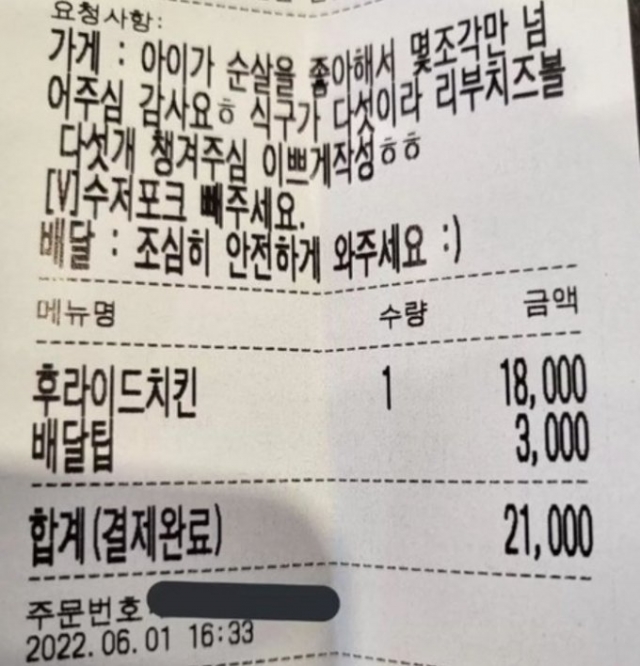 요청사항:
가게 : 아이가 순살을 좋아해서 몇조각만 넘
어주심 감사요ㅎ 식구가 다섯이라 리부치즈볼
다섯개 챙겨주심 이쁘게작성ㅎㅎ
[V]수저포크 빼주세요.
배달 : 조심히 안전하게 와주세요 :)
메뉴명 수량 금액
후라이드치킨 1 18,000
배달팁 3,000
합계(결제완료) 21,000
주문번호
2022.06.01 16:33